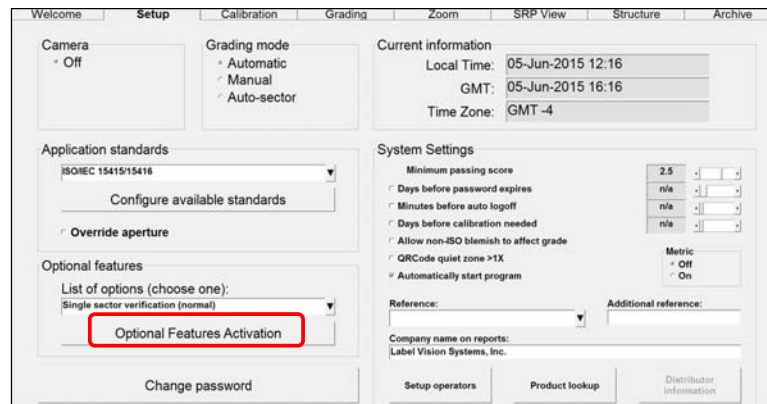 Welcome Setup Calibration Grading Zoom SRP View Structure Archive
Camera
Off
Grading mode
Automatic
Manual
Auto-sector
Current information
Local Time: 05-Jun-2015 12:16
GMT: 05-Jun-2015 16:16
Time Zone: GMT -4
Application standards
ISO/IEC 15415/15416
Configure available standards
Override aperture
Optional features
List of options (choose one):
Single sector verification (normal)
Optional Features Activation
Change password
System Settings
Minimum passing score 2.5
Days before password expires n/a
Minutes before auto logoff n/a
Days before calibration needed n/a
Allow non-ISO blemish to affect grade
QRCode quiet zone >1X
Automatically start program
Metric
Off
On
Reference: Additional reference:
Company name on reports:
Label Vision Systems, Inc.
Setup operators Product lookup Distributor information